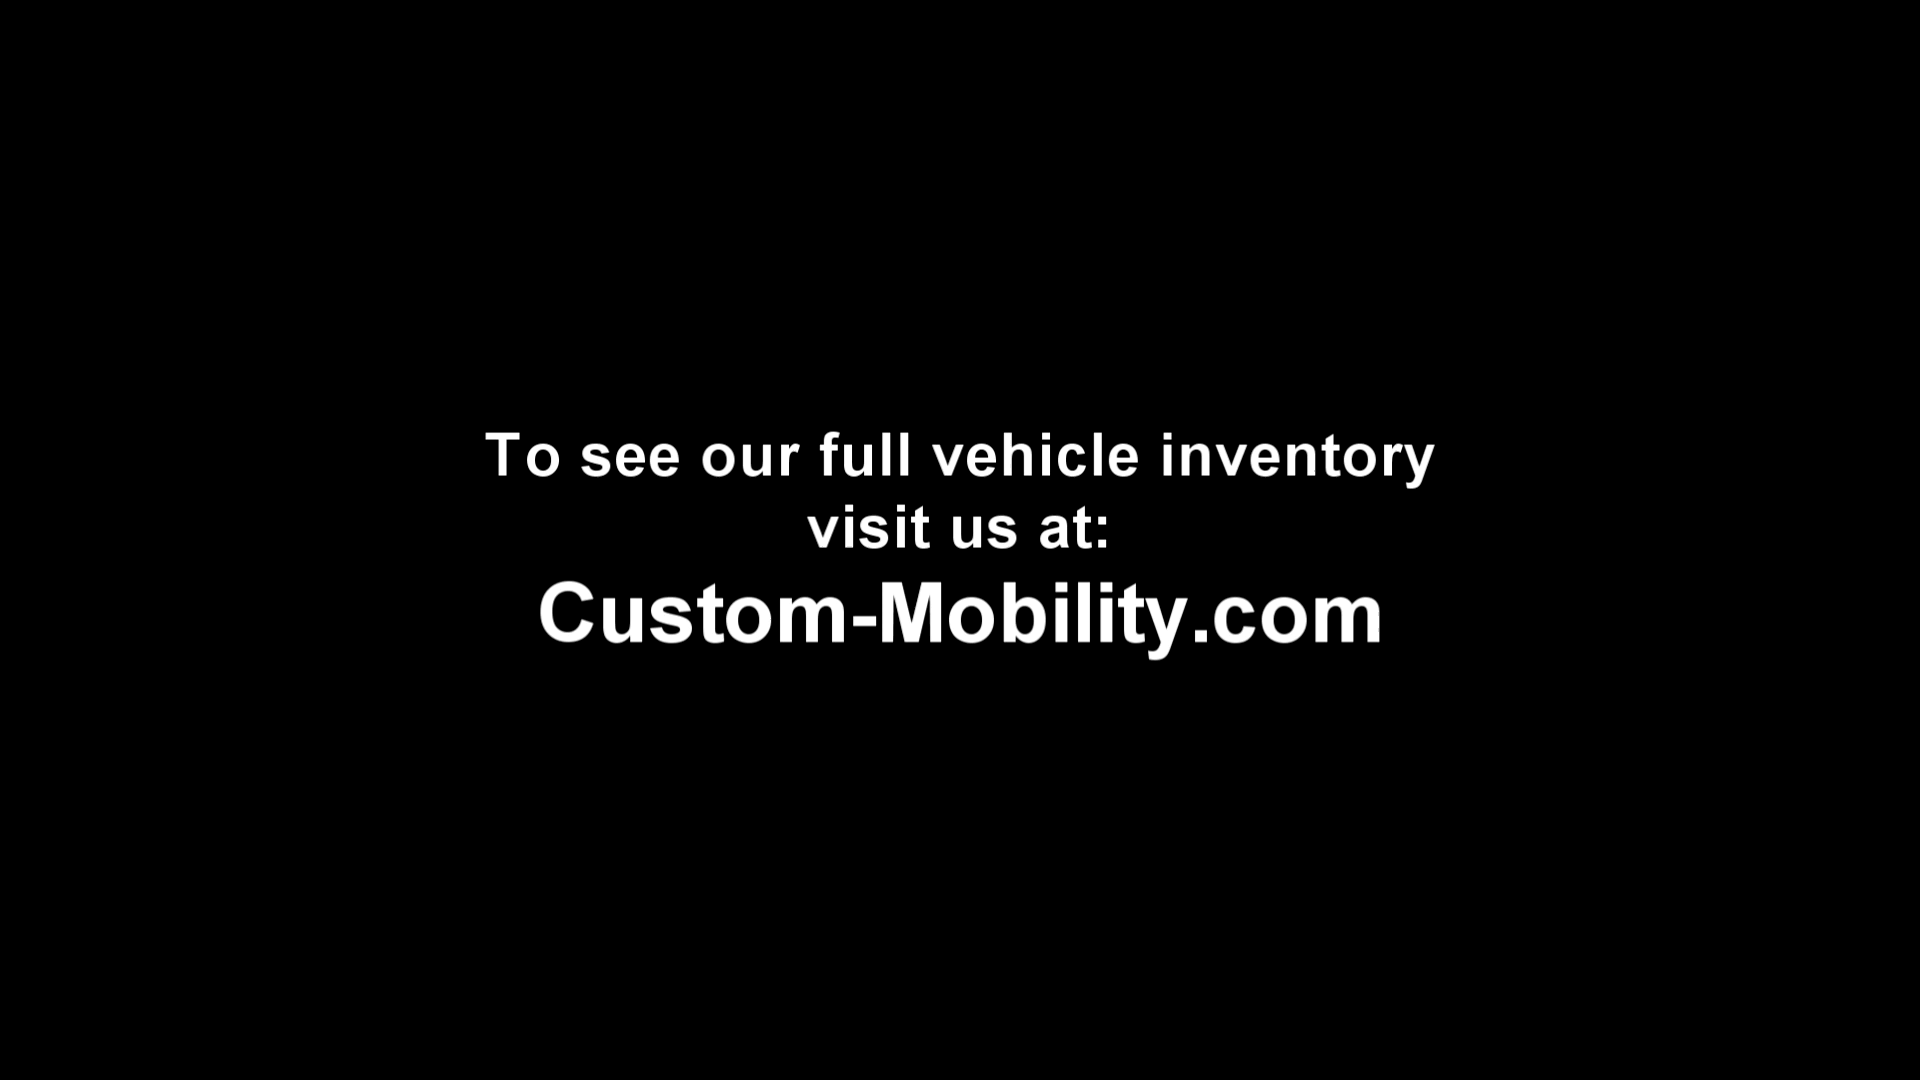 To see our full vehicle inventory
visit us at:
Custom-Mobility.com